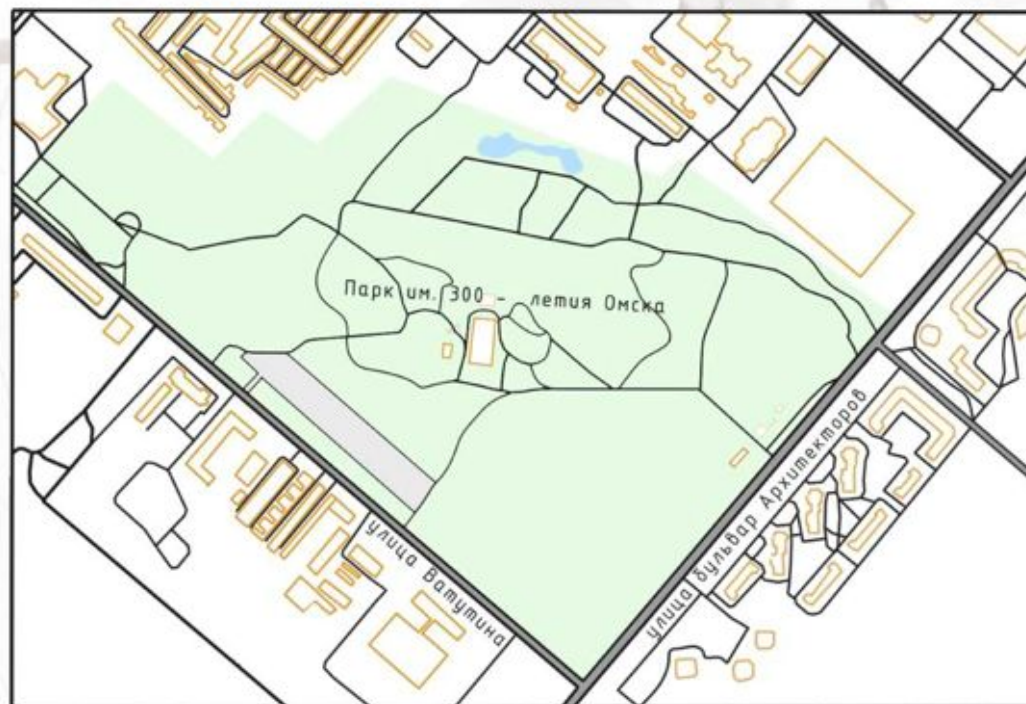 Парк им. 300 - летия Омска
улица бульвар Архитекторов
улица Ватутина